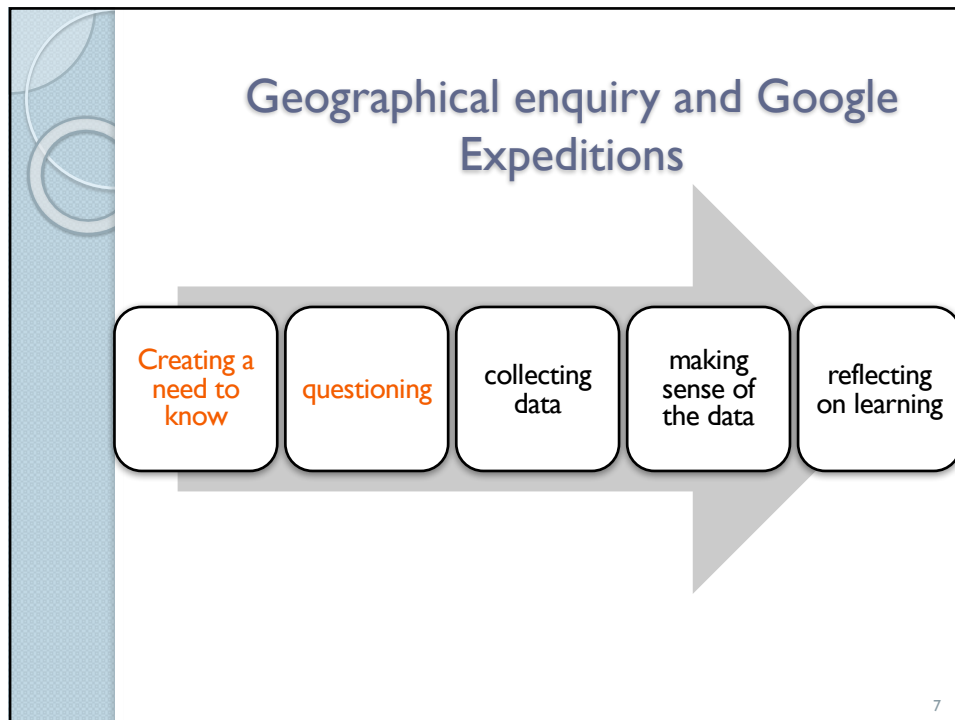 Geographical enquiry and Google
Expeditions
Creating a
need to
know
questioning
collecting
data
making
sense of
the data
reflecting
on learning
7